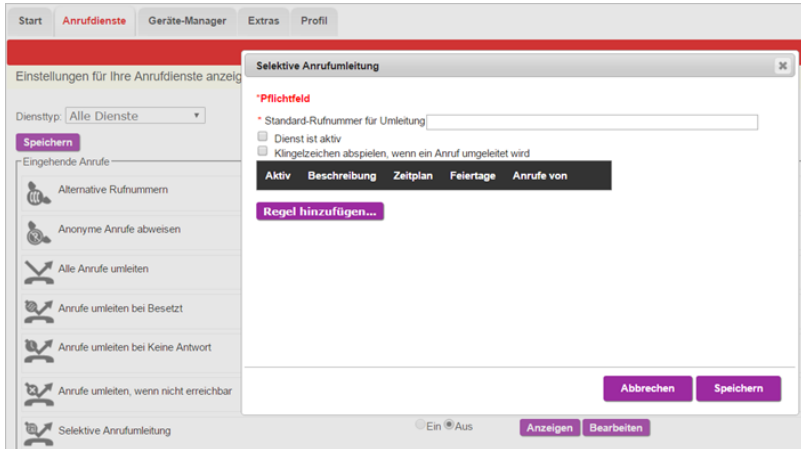 Start Anrufdienste Geräte-Manager Extras Profil
Einstellungen für Ihre Anrufdienste anzeig
Diensttyp: Alle Dienste
Speichern
Eingehende Anrufe
Alternative Rufnummern
Anonyme Anrufe abweisen
Alle Anrufe umleiten
Anrufe umleiten bei Besetzt
Anrufe umleiten bei Keine Antwort
Anrufe umleiten, wenn nicht erreichbar
Selektive Anrufumleitung Ein Aus Anzeigen Bearbeiten
Selektive Anrufumleitung
*Pflichtfeld
* Standard-Rufnummer für Umleitung
Dienst ist aktiv
Klingelzeichen abspielen, wenn ein Anruf umgeleitet wird
Aktiv Beschreibung Zeitplan Feiertage Anrufe von
Regel hinzufügen...
Abbrechen Speichern